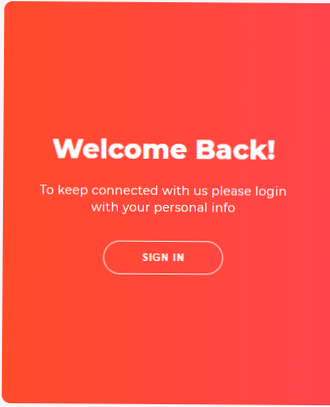 Welcome Back!
To keep connected with us please login
with your personal info
SIGN IN